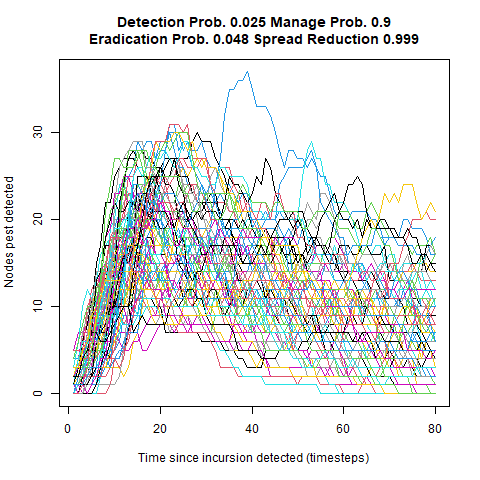 Detection Prob. 0.025 Manage Prob. 0.9
Eradication Prob. 0.048 Spread Reduction 0.999
Nodes pest detected
30
20
10
0
0 20 40 60 80
Time since incursion detected (timesteps)